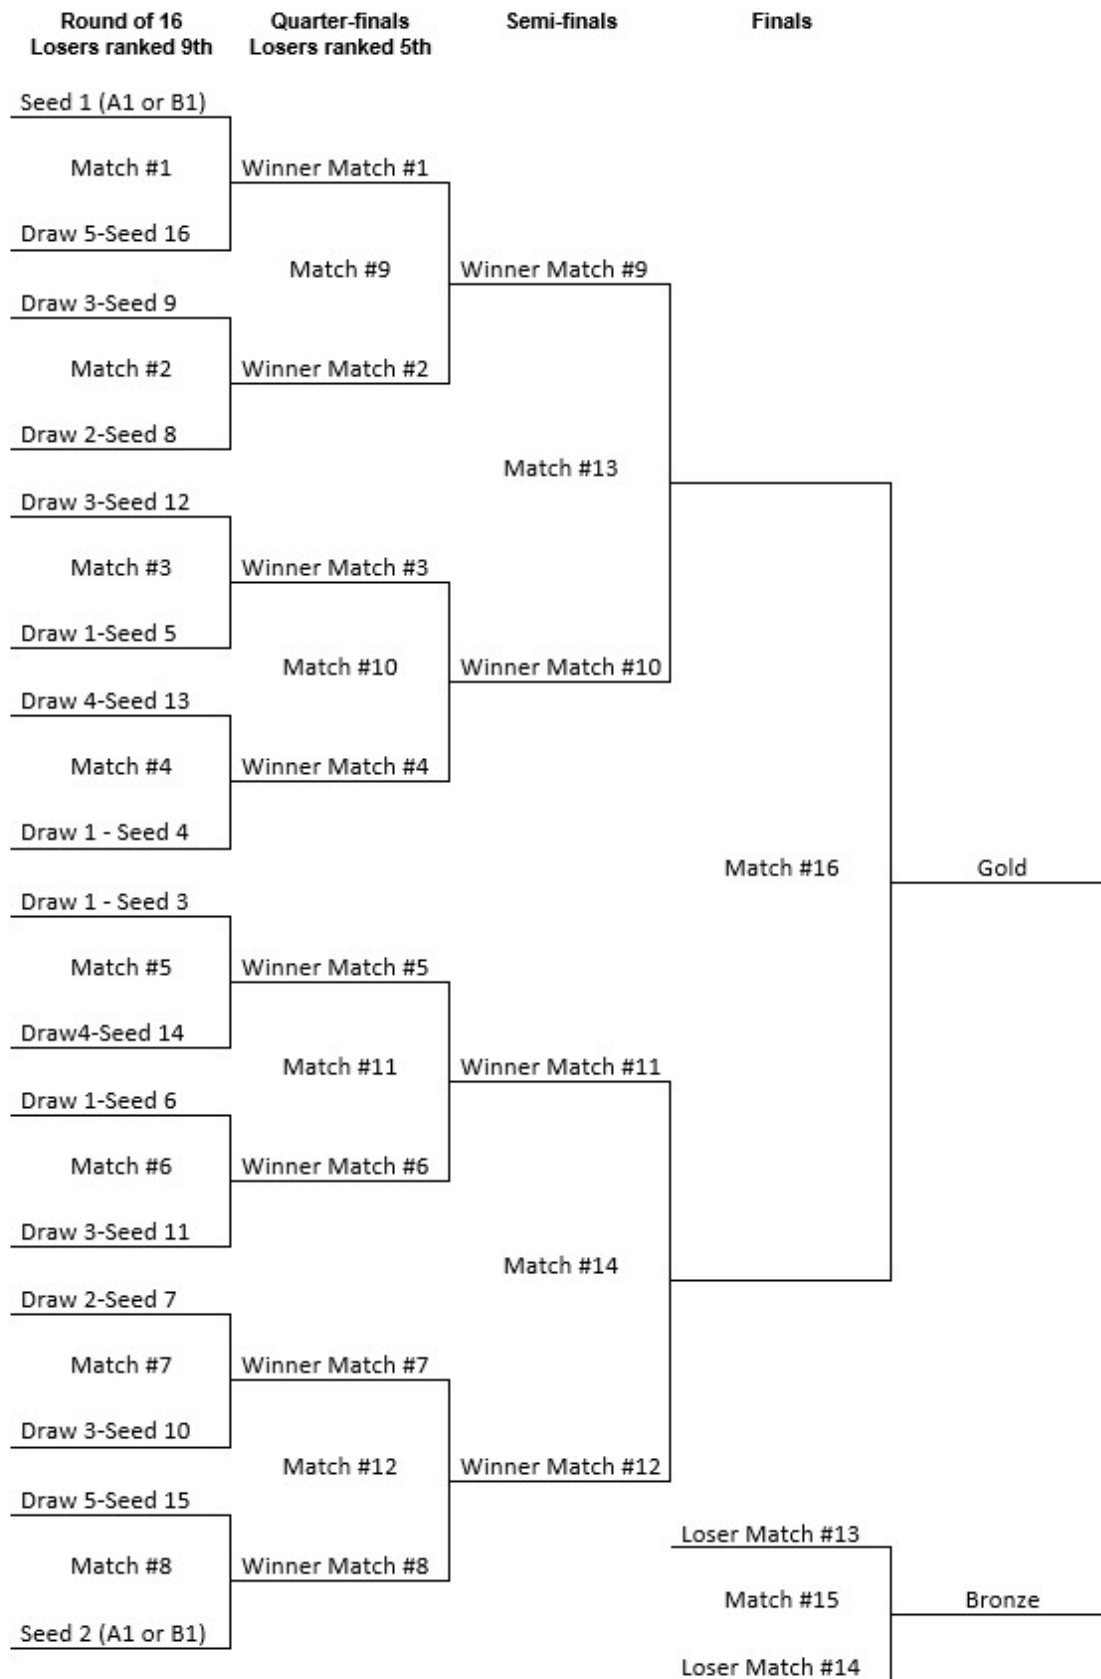 Round of 16
Losers ranked 9th
Quarter-finals
Losers ranked 5th
Semi-finals
Finals
Seed 1 (A1 or B1)
Match #1
Winner Match #1
Draw 5-Seed 16
Match #9
Winner Match #9
Draw 3-Seed 9
Match #2
Winner Match #2
Draw 2-Seed 8
Match #13
Draw 3-Seed 12
Match #3
Winner Match #3
Draw 1-Seed 5
Match #10
Winner Match #10
Draw 4-Seed 13
Match #4
Winner Match #4
Draw 1 - Seed 4
Match #16
Gold
Draw 1 - Seed 3
Match #5
Winner Match #5
Draw4-Seed 14
Match #11
Winner Match #11
Draw 1-Seed 6
Match #6
Winner Match #6
Draw 3-Seed 11
Match #14
Draw 2-Seed 7
Match #7
Winner Match #7
Draw 3-Seed 10
Match #12
Winner Match #12
Draw 5-Seed 15
Loser Match #13
Match #8
Winner Match #8
Match #15
Bronze
Seed 2 (A1 or B1)
Loser Match #14